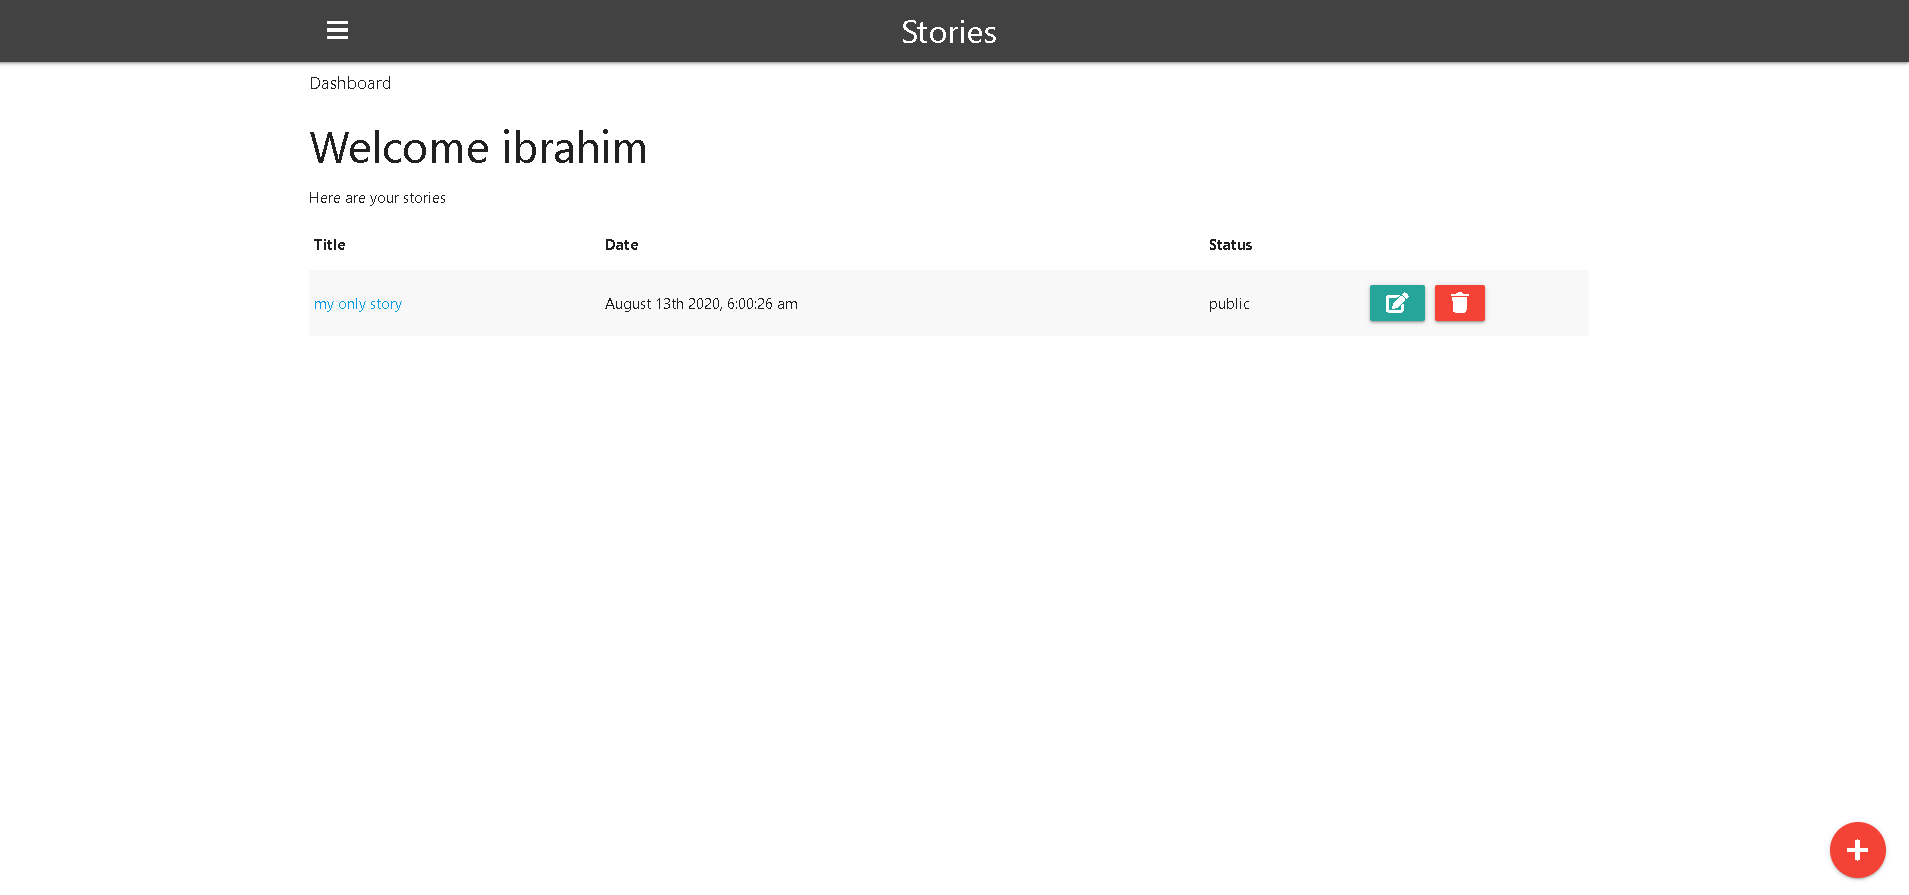 Stories
Dashboard
Welcome ibrahim
Here are your stories
Title Date Status
my only story August 13th 2020, 6:00:26 am public